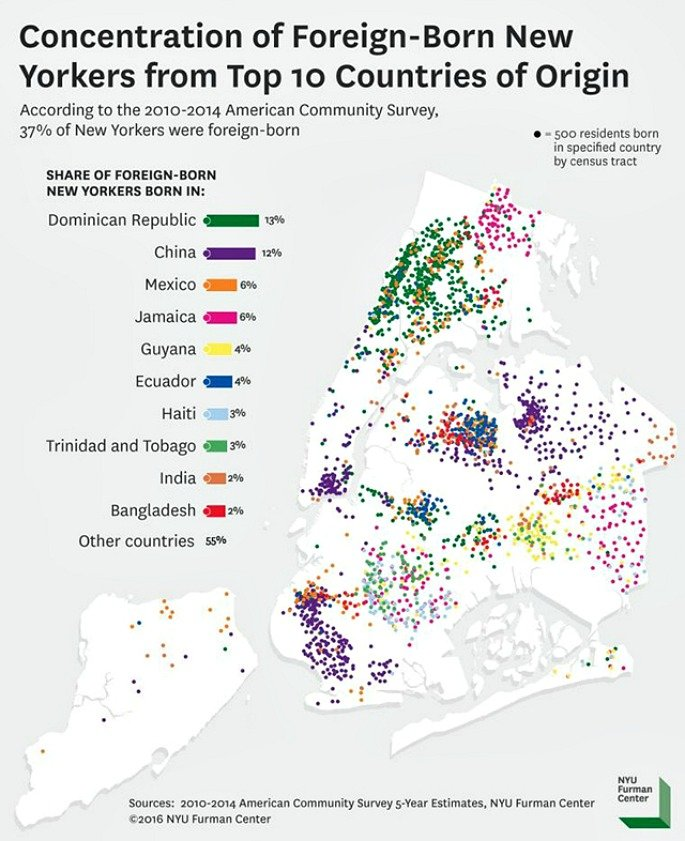 Concentration of Foreign-Born New
Yorkers from Top 10 Countries of Origin
According to the 2010-2014 American Community Survey,
37% of New Yorkers were foreign-born
= 500 residents born
in specified country
by census tract
SHARE OF FOREIGN-BORN
NEW YORKERS BORN IN:
Dominican Republic 13%
China 12%
Mexico 6%
Jamaica 6%
Guyana 4%
Ecuador 4%
Haiti 3%
Trinidad and Tobago 3%
India 2%
Bangladesh 2%
Other countries 55%
NYU
Furman
Center
Sources: 2010-2014 American Community Survey 5-Year Estimates, NYU Furman Center
©2016 NYU Furman Center